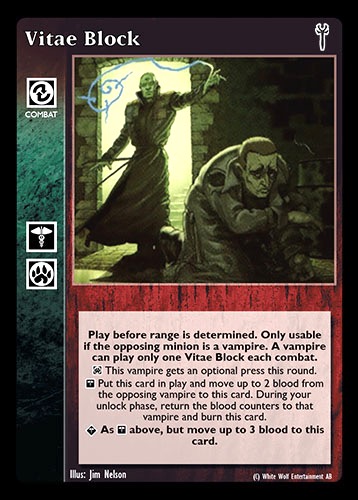 Vitae Block
COMBAT
Play before range is determined. Only usable
if the opposing minion is a vampire. A vampire
can play only one Vitae Block each combat.
This vampire gets an optional press this round.
Put this card in play and move up to 2 blood from
the opposing vampire to this card. During your
unlock phase, return the blood counters to that
vampire and burn this card.
As above, but move up to 3 blood to this
card.
Illus: Jim Nelson
(C) White Wolf Entertainment AB